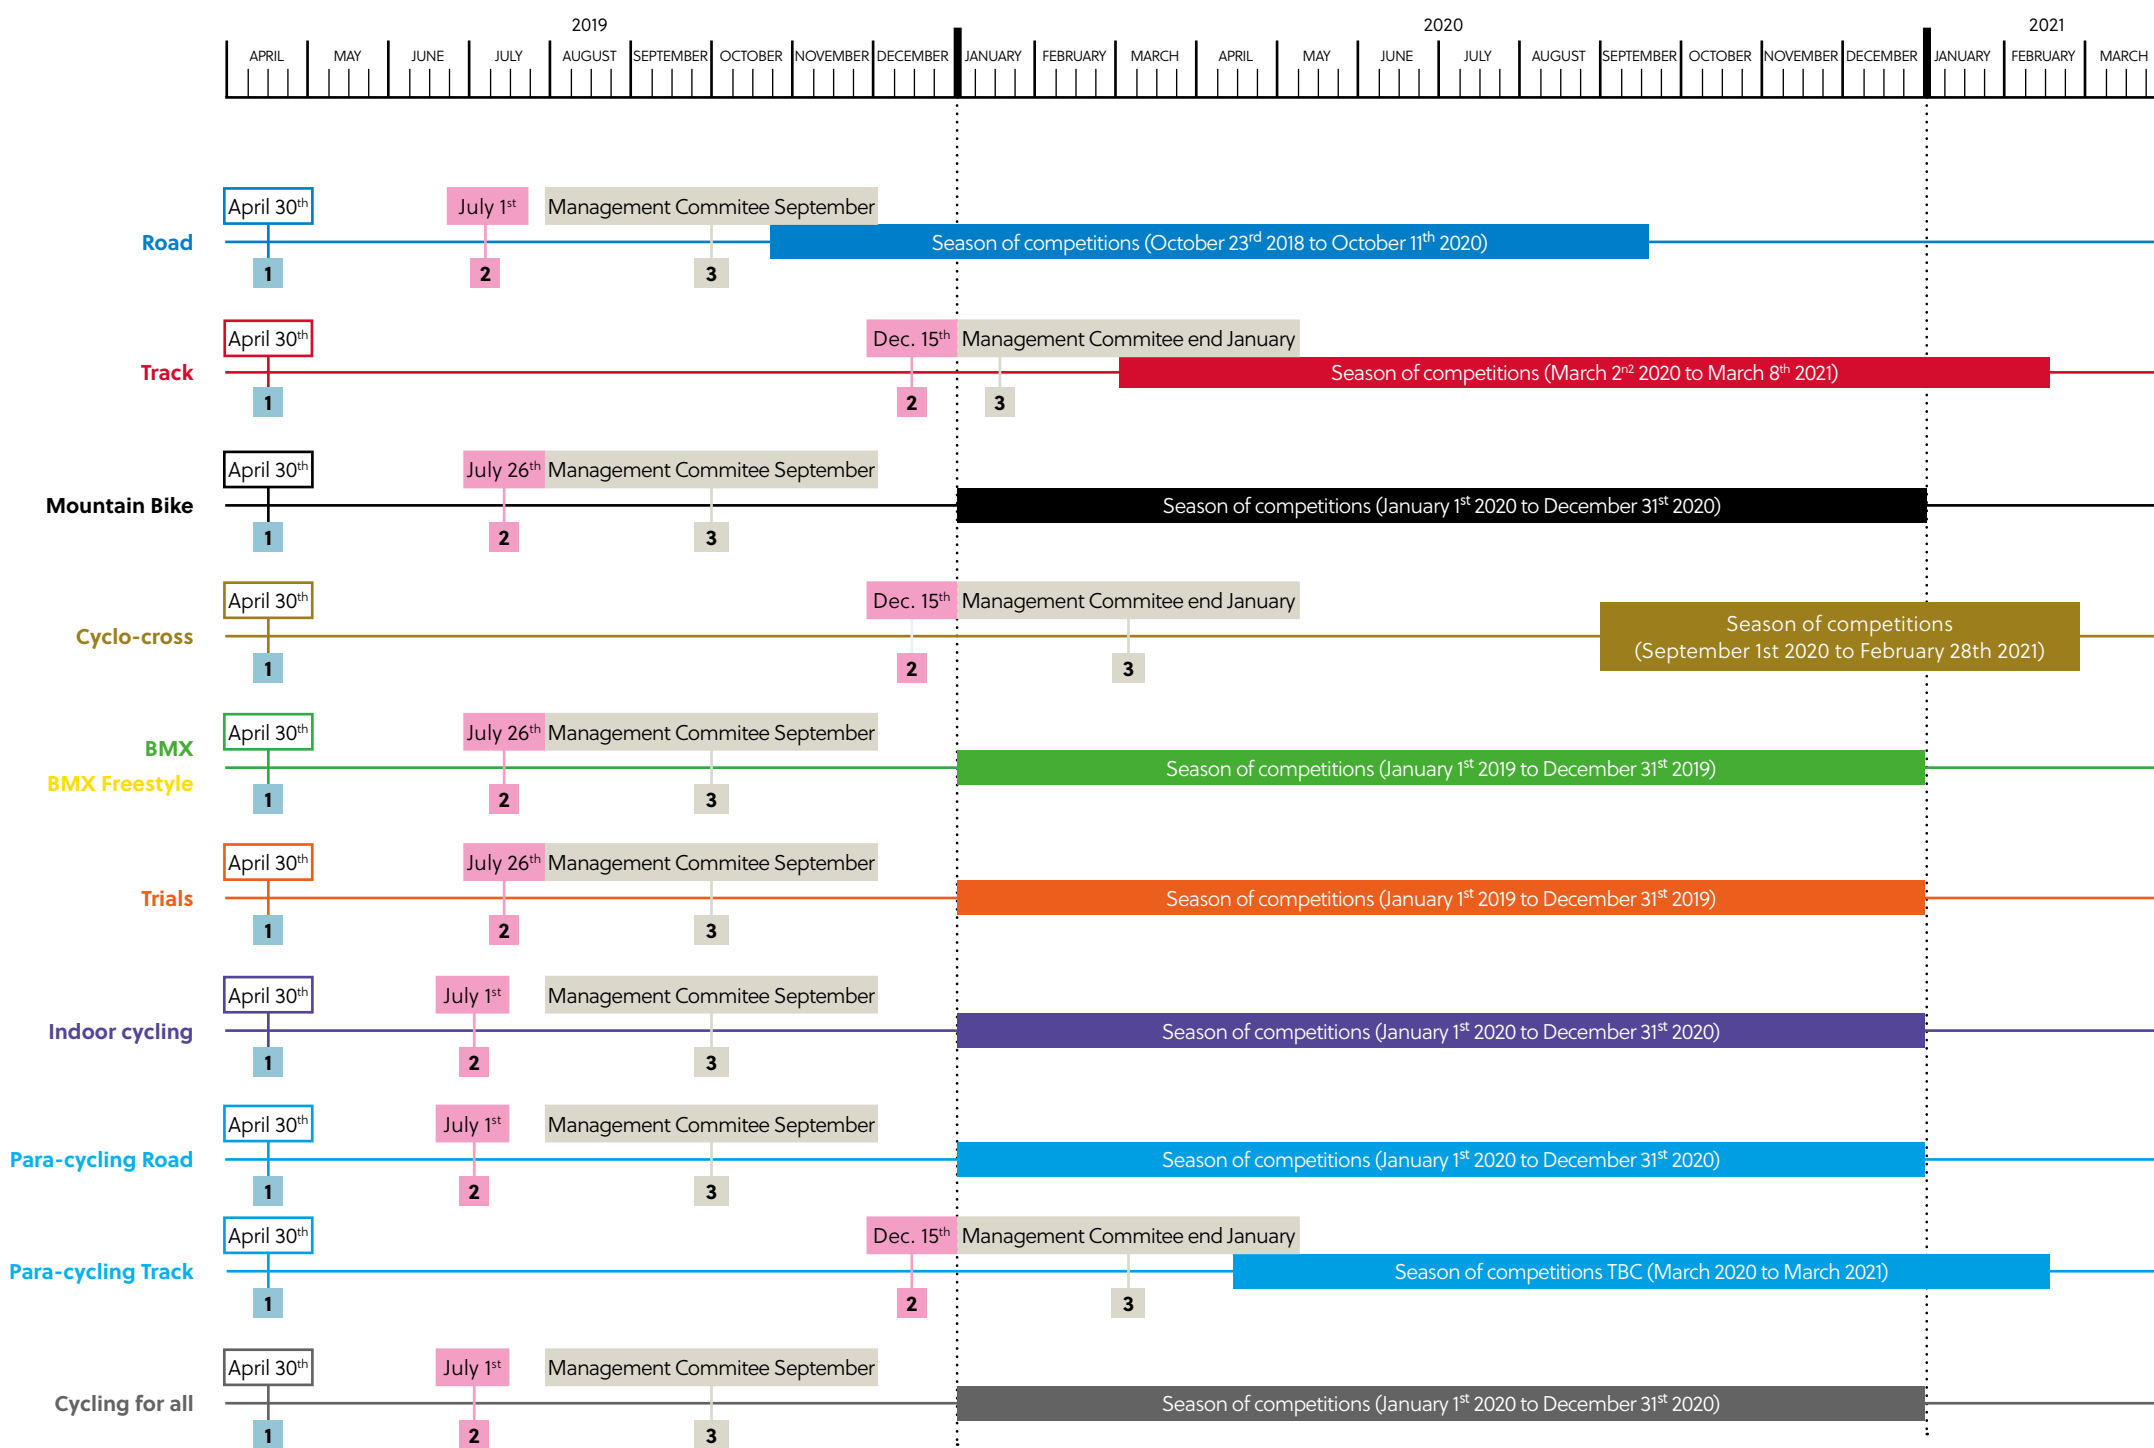 2019 2020 2021
APRIL MAY JUNE JULY AUGUST SEPTEMBER OCTOBER NOVEMBER DECEMBER JANUARY FEBRUARY MARCH APRIL MAY JUNE JULY AUGUST SEPTEMBER OCTOBER NOVEMBER DECEMBER JANUARY FEBRUARY MARCH
April 30th July 1st Management Commitee September
Road Season of competitions (October 23rd 2018 to October 11th 2020)
1 2 3
April 30th Dec. 15th Management Commitee end January
Track Season of competitions (March 2n2 2020 to March 8th 2021)
1 2 3
April 30th July 26th Management Commitee September
Mountain Bike Season of competitions (January 1st 2020 to December 31st 2020)
1 2 3
April 30th Dec. 15th Management Commitee end January
Season of competitions
Cyclo-cross
(September 1st 2020 to February 28th 2021)
1 2 3
April 30th July 26th Management Commitee September
BMX
Season of competitions (January 1st 2019 to December 31st 2019)
BMX Freestyle
1 2 3
April 30th July 26th Management Commitee September
Trials Season of competitions (January 1st 2019 to December 31st 2019)
1 2 3
April 30th July 1st Management Commitee September
Indoor cycling Season of competitions (January 1st 2020 to December 31st 2020)
1 2 3
April 30th July 1st Management Commitee September
Para-cycling Road Season of competitions (January 1st 2020 to December 31st 2020)
1 2 3
April 30th Dec. 15th Management Commitee end January
Para-cycling Track Season of competitions TBC (March 2020 to March 2021)
1 2 3
April 30th July 1st Management Commitee September
Cycling for all Season of competitions (January 1st 2020 to December 31st 2020)
1 2 3